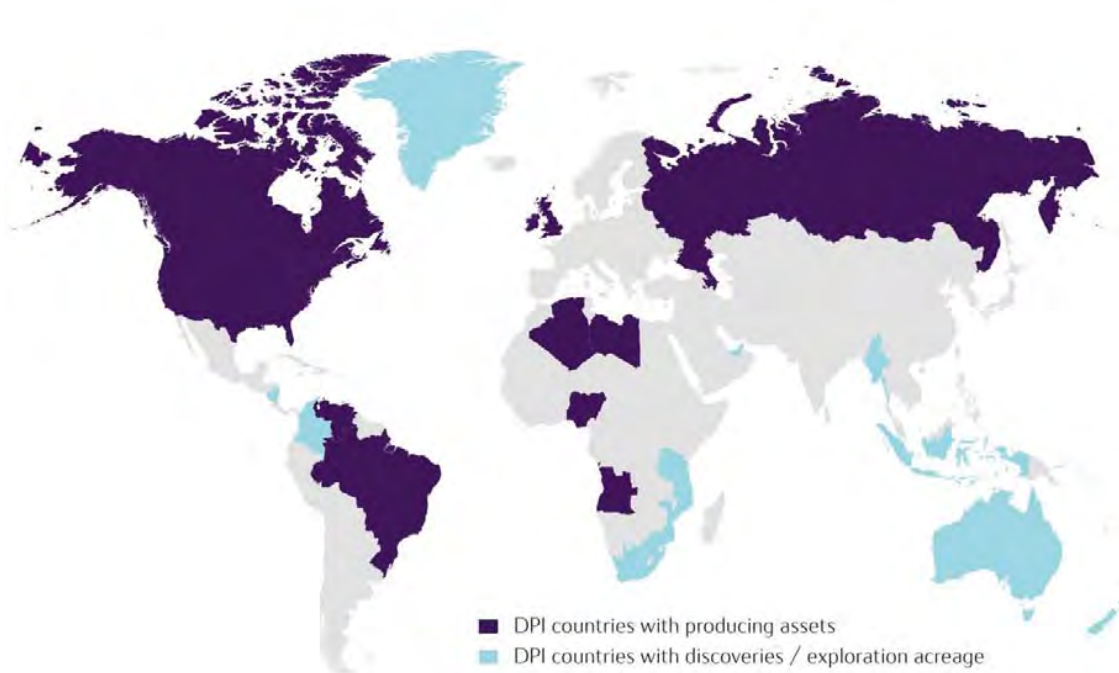 DPI countries with producing assets
DPI countries with discoveries / exploration acreage